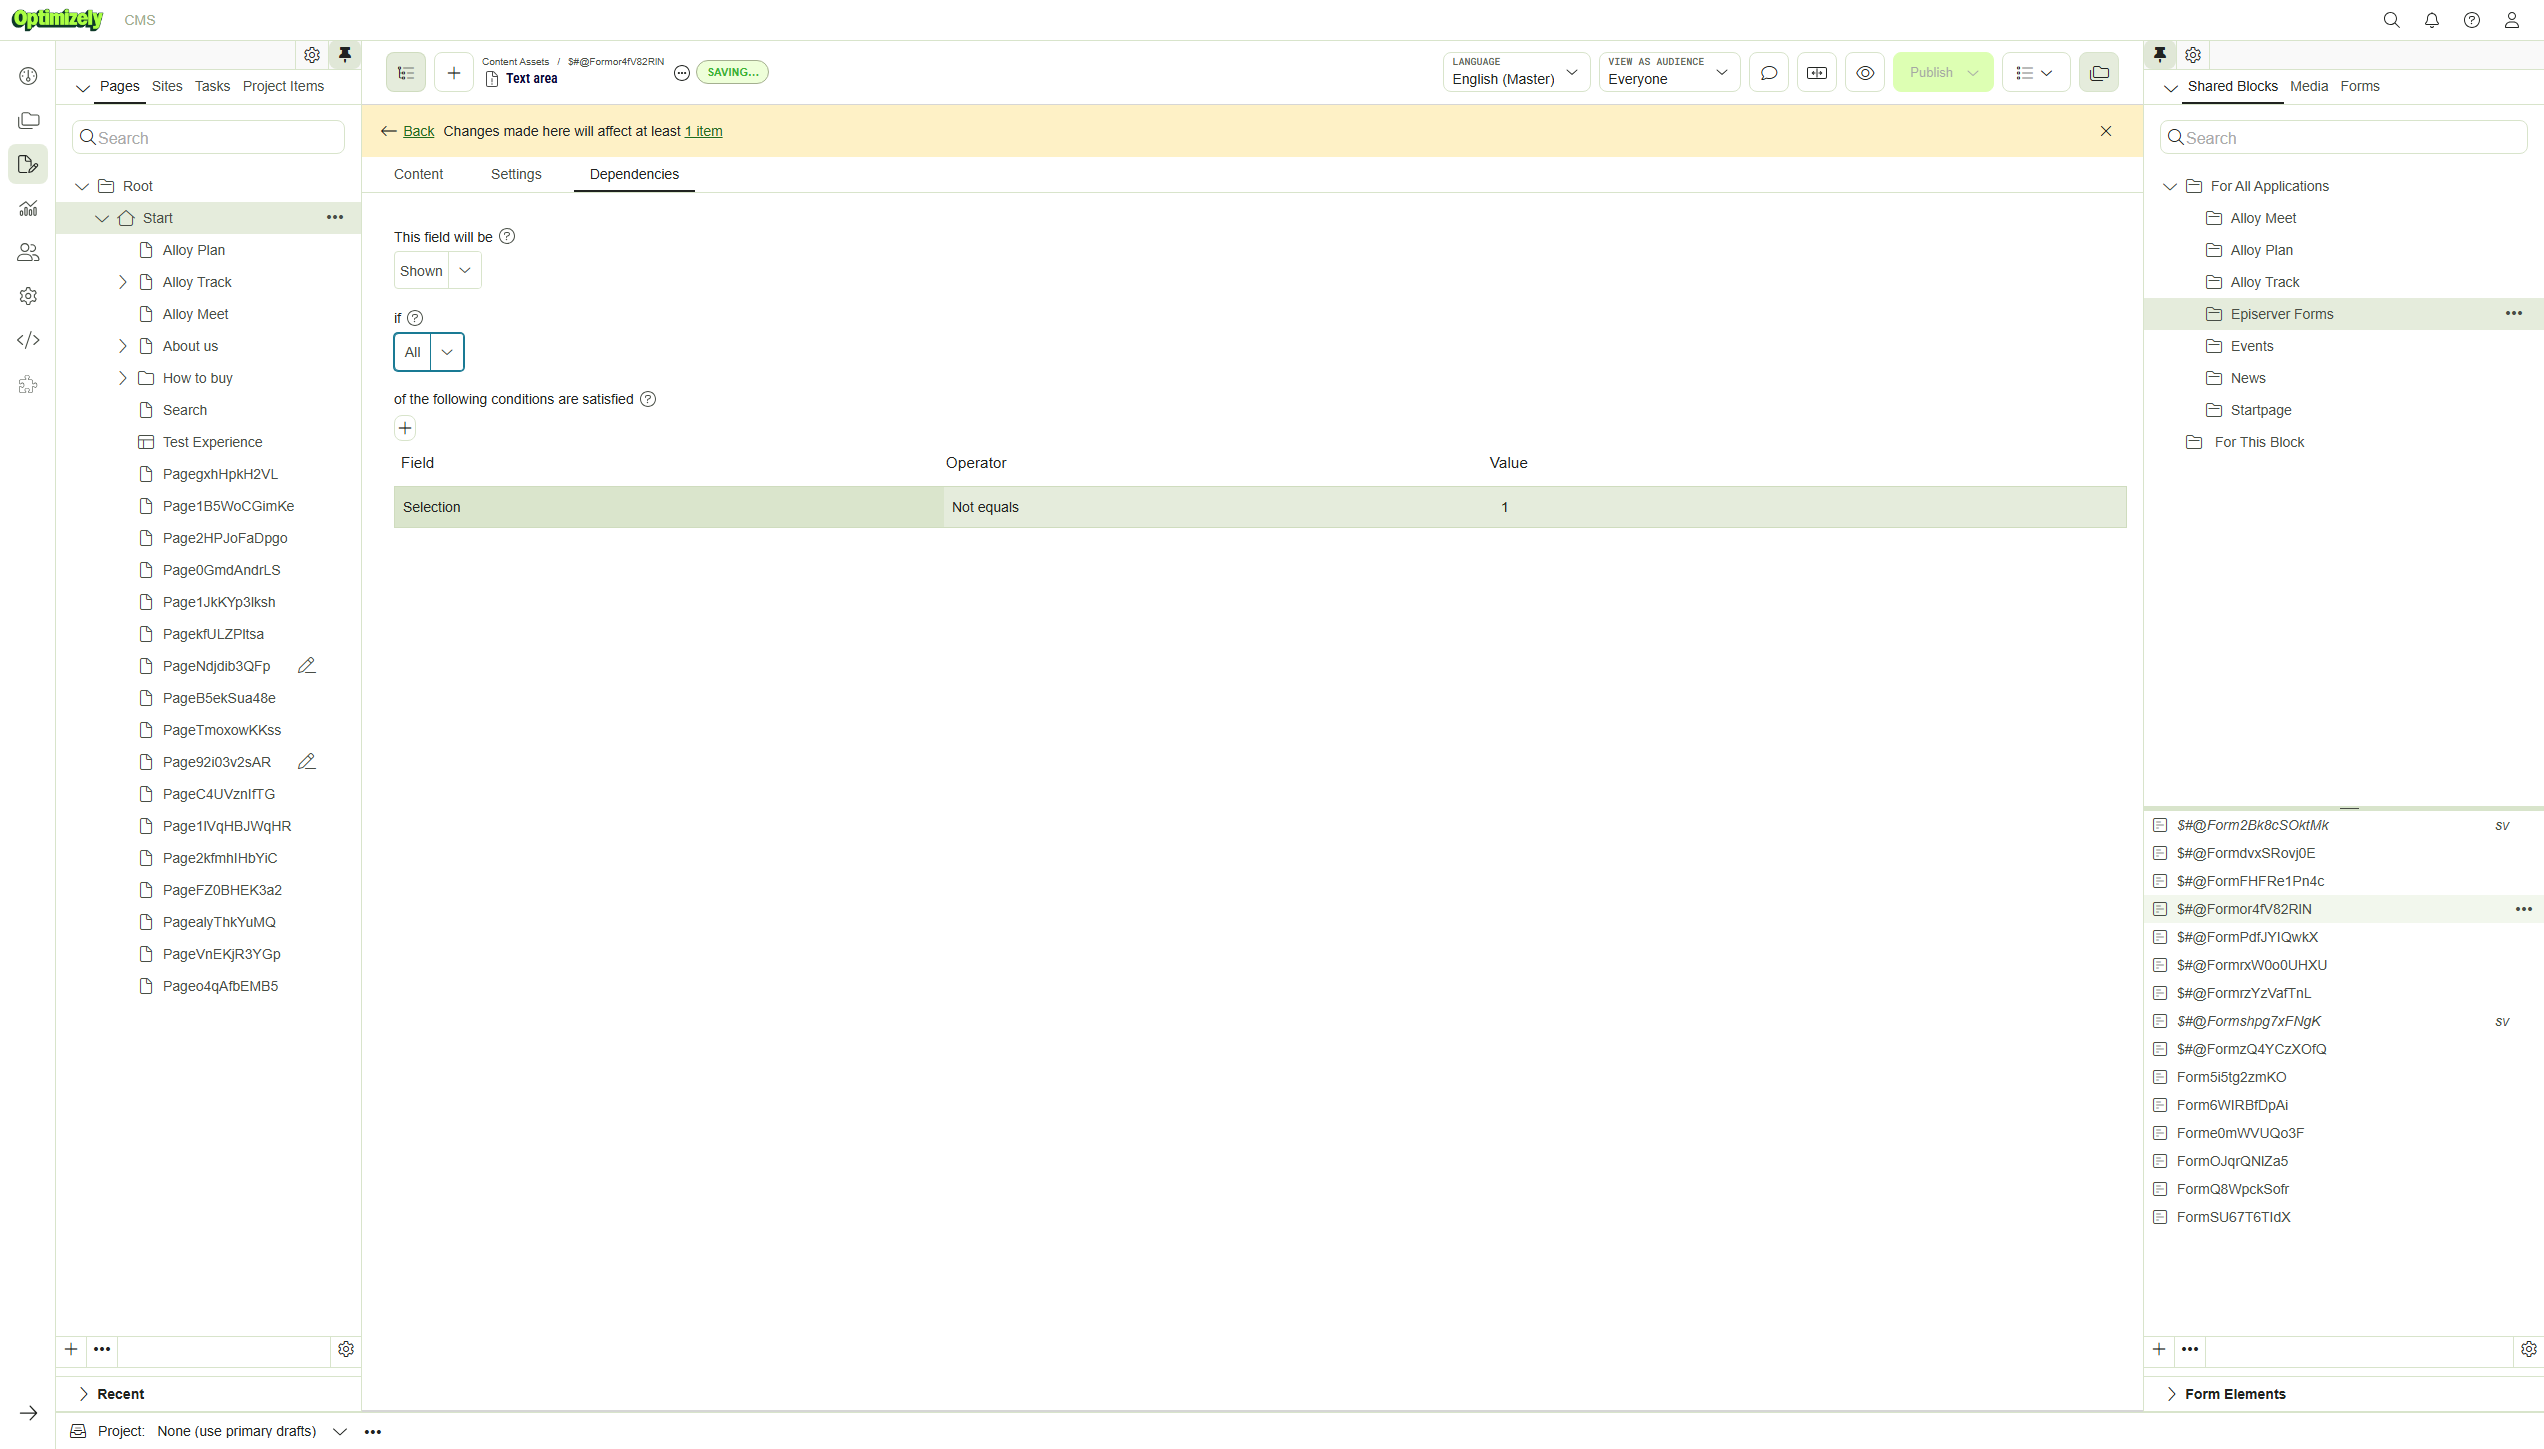 Optimizely CMS
Pages Sites Tasks Project Items
Search
Root
Start
Alloy Plan
Alloy Track
Alloy Meet
About us
How to buy
Search
Test Experience
PagegxhHpkH2VL
Page1B5WoCGimKe
Page2HPJoFaDpgo
Page0GmdAndrLS
Page1JkKYp3lksh
PagekfULZPltsa
PageNdjdib3QFp
PageB5ekSua48e
PageTmoxowKKss
Page92i03v2sAR
PageC4UVznIfTG
Page1lVqHBJWqHR
Page2kfmhIHbYiC
PageFZ0BHEK3a2
PagealyThkYuMQ
PageVnEKjR3YGp
Pageo4qAfbEMB5
Recent
Project: None (use primary drafts)
Content Assets / $#@Formor4fV82RIN
Text area
SAVING...
LANGUAGE
English (Master)
VIEW AS AUDIENCE
Everyone
Publish
Back Changes made here will affect at least 1 item
Content Settings Dependencies
This field will be
Shown
if
All
of the following conditions are satisfied
Field Operator Value
Selection Not equals 1
Shared Blocks Media Forms
Search
For All Applications
Alloy Meet
Alloy Plan
Alloy Track
Episerver Forms
Events
News
Startpage
For This Block
$#@Form2Bk8cSOktMk sv
$#@FormdvxSRovj0E
$#@FormFHFRe1Pn4c
$#@Formor4fV82RIN
$#@FormPdfJYIQwkX
$#@FormrxW0o0UHXU
$#@FormrzYzVafTnL
$#@Formshpg7xFNgK sv
$#@FormzQ4YCzXOfQ
Form5i5tg2zmKO
Form6WIRBfDpAi
Forme0mWVUQo3F
FormOJqrQNlZa5
FormQ8WpckSofr
FormSU67T6TIdX
Form Elements